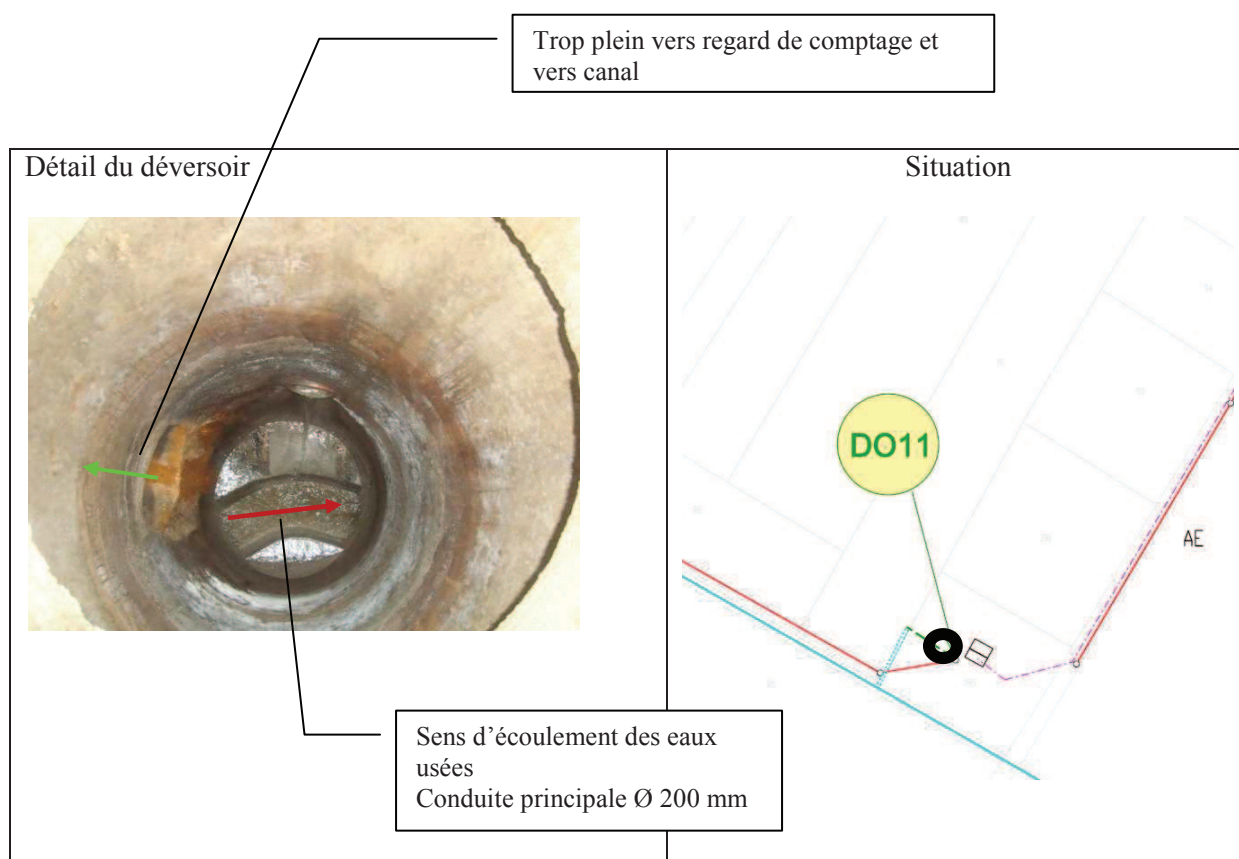 Trop plein vers regard de comptage et
vers canal
Détail du déversoir
Situation
DO11
AE
Sens d’écoulement des eaux
usées
Conduite principale Ø 200 mm